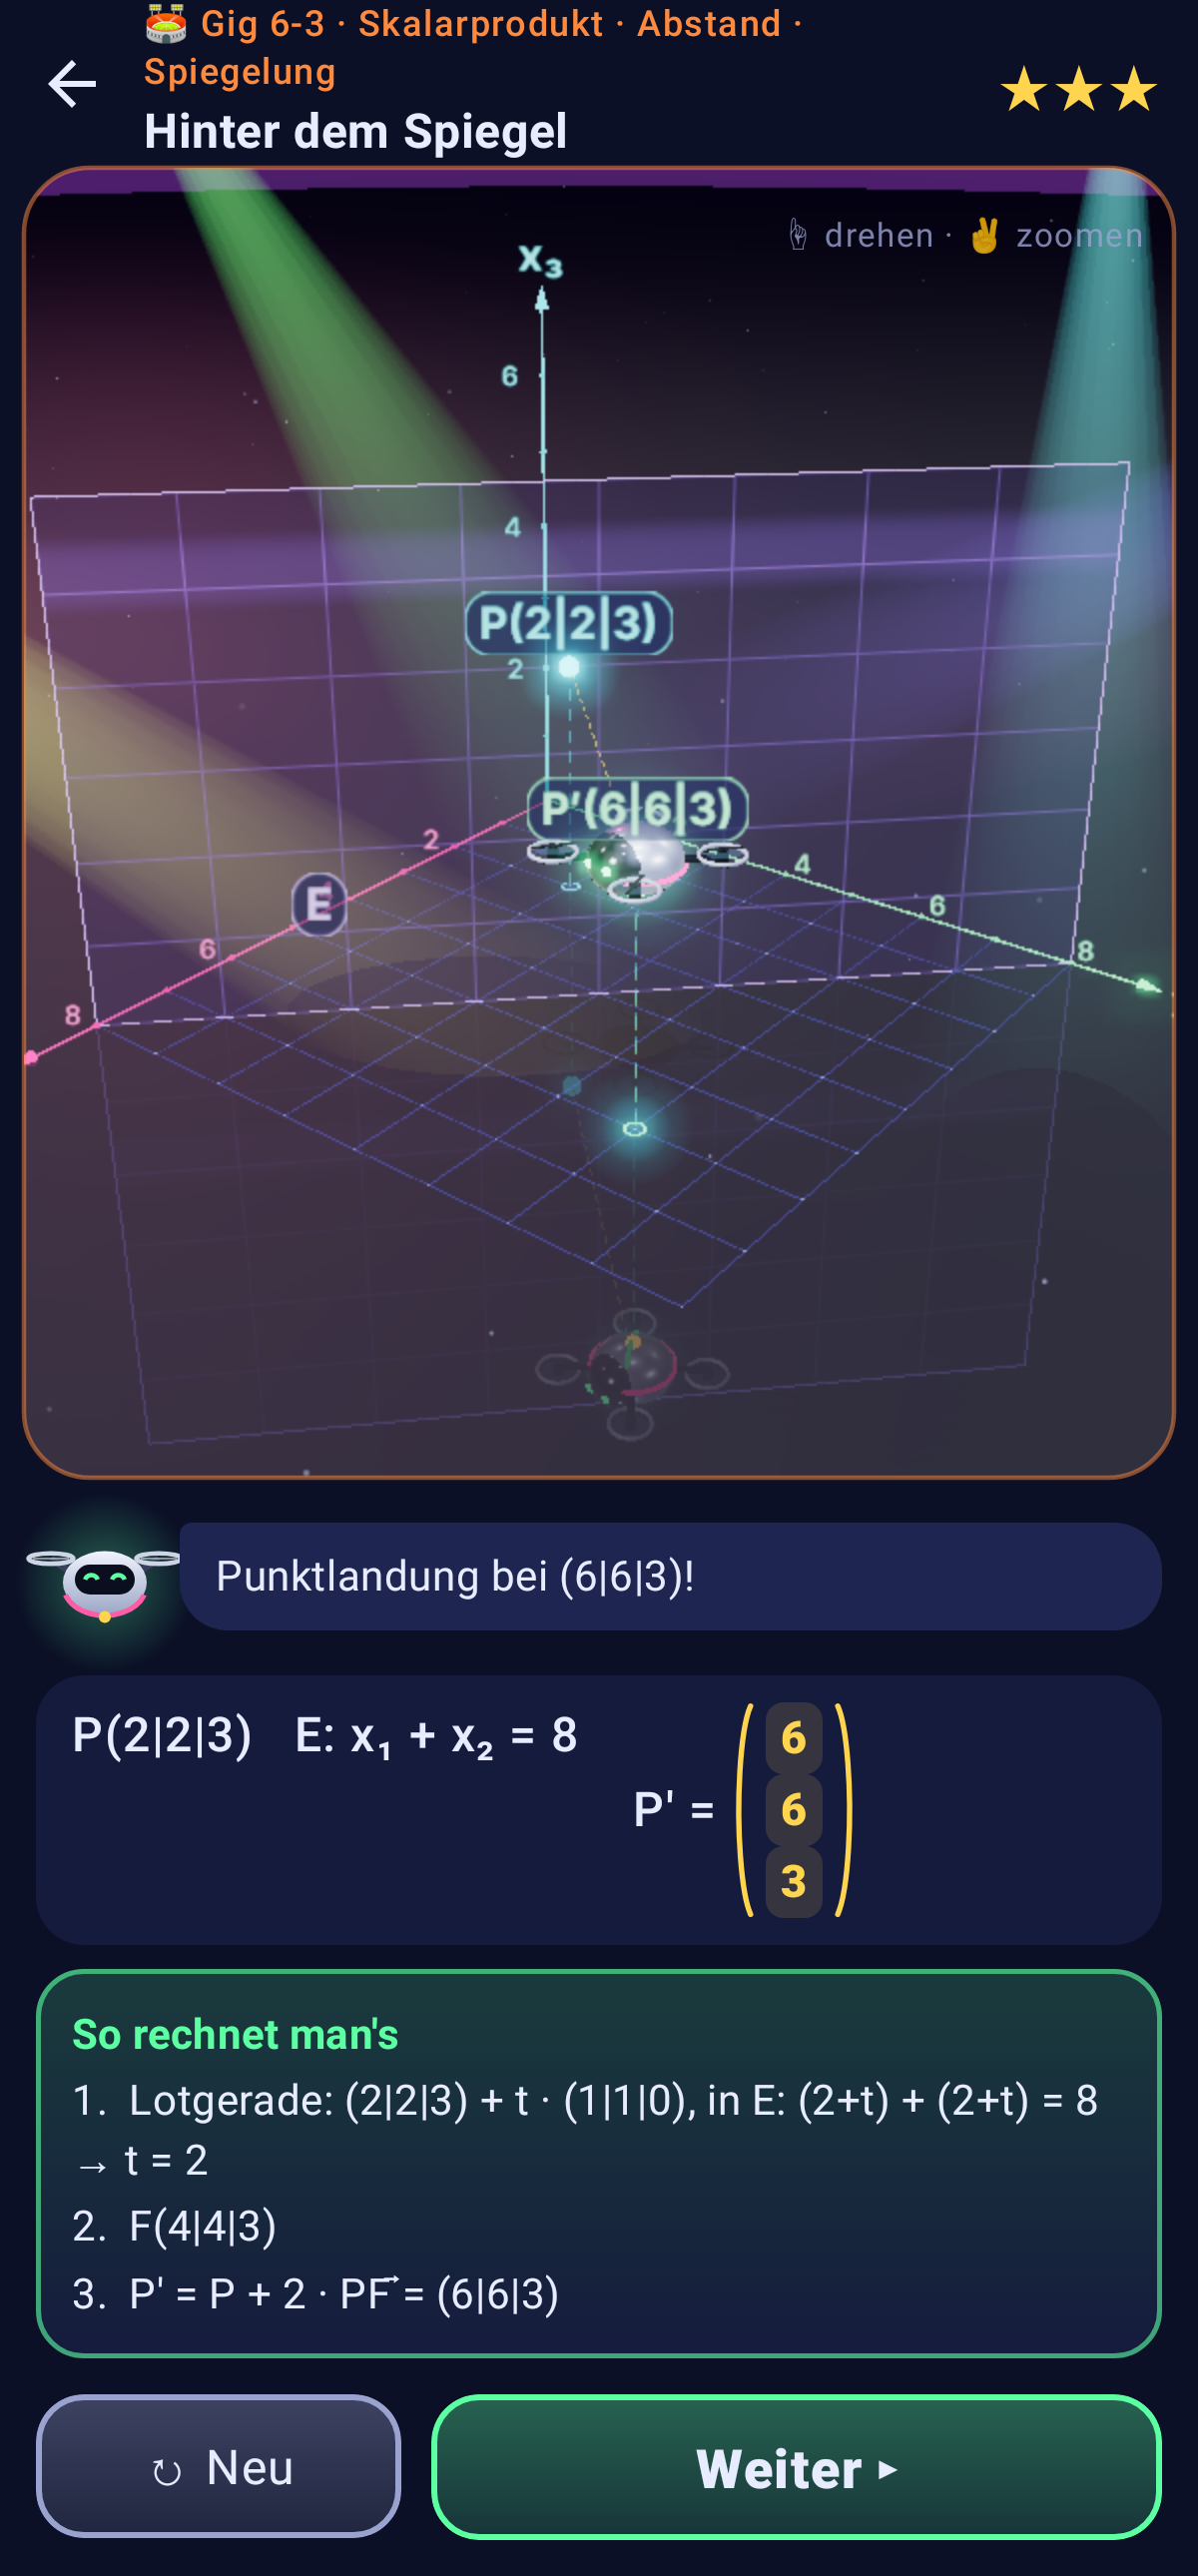 🏟️ Gig 6-3 · Skalarprodukt · Abstand ·
Spiegelung
Hinter dem Spiegel
★★★
☝ drehen · ✌ zoomen
x₃
6
4
P(2|2|3)
2
P'(6|6|3)
2
4
E
6
6
8
8
Punktlandung bei (6|6|3)!
P(2|2|3) E: x₁ + x₂ = 8
P' =
6
6
3
So rechnet man's
1. Lotgerade: (2|2|3) + t · (1|1|0), in E: (2+t) + (2+t) = 8
→ t = 2
2. F(4|4|3)
3. P' = P + 2 · PF⃗ = (6|6|3)
↻ Neu
Weiter ▸